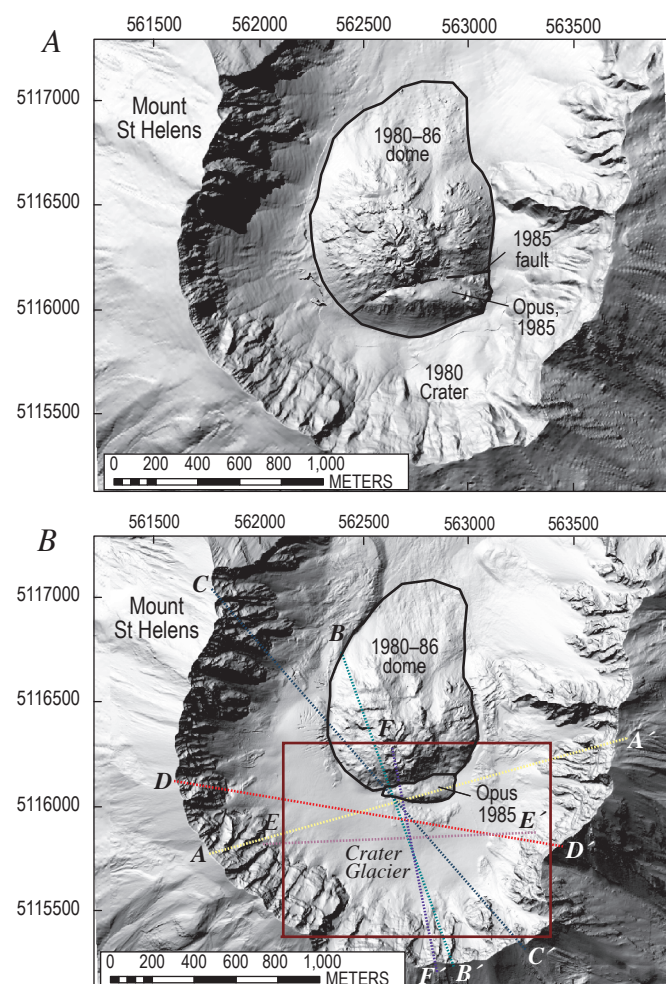 A
561500 562000 562500 563000 563500
5117000
5116500
5116000
5115500
Mount
St Helens
1980–86
dome
1985
fault
Opus,
1985
1980
Crater
0 200 400 600 800 1,000
METERS
B
561500 562000 562500 563000 563500
5117000
5116500
5116000
5115500
C
Mount
St Helens
B
1980–86
dome
F
A´
D
Opus
1985
E
E´
A
Crater
Glacier
D´
C´
F´ B´
0 200 400 600 800 1,000
METERS